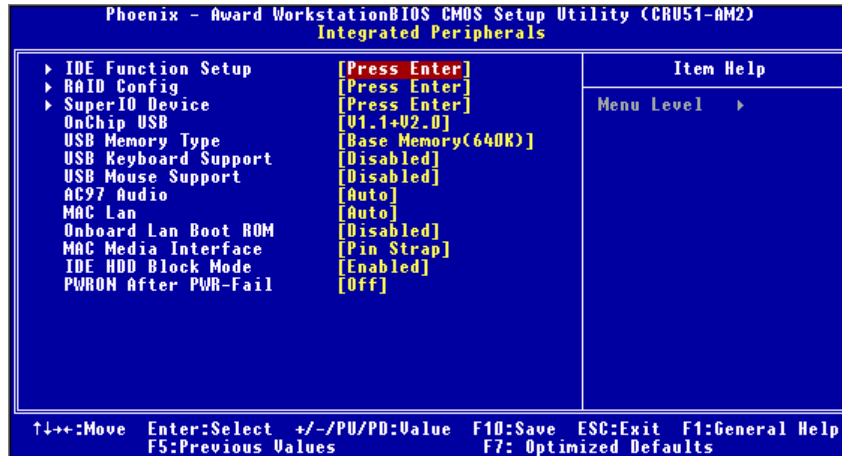 Phoenix - Award WorkstationBIOS CMOS Setup Utility (CRU51-AM2)
Integrated Peripherals
IDE Function Setup [Press Enter]
RAID Config [Press Enter]
SuperIO Device [Press Enter]
OnChip USB [V1.1+V2.0]
USB Memory Type [Base Memory(640K)]
USB Keyboard Support [Disabled]
USB Mouse Support [Disabled]
AC97 Audio [Auto]
MAC Lan [Auto]
Onboard Lan Boot ROM [Disabled]
MAC Media Interface [Pin Strap]
IDE HDD Block Mode [Enabled]
PWRON After PWR-Fail [Off]
Item Help
Menu Level
↑↓→←:Move Enter:Select +/-/PU/PD:Value F10:Save ESC:Exit F1:General Help
F5:Previous Values F7: Optimized Defaults